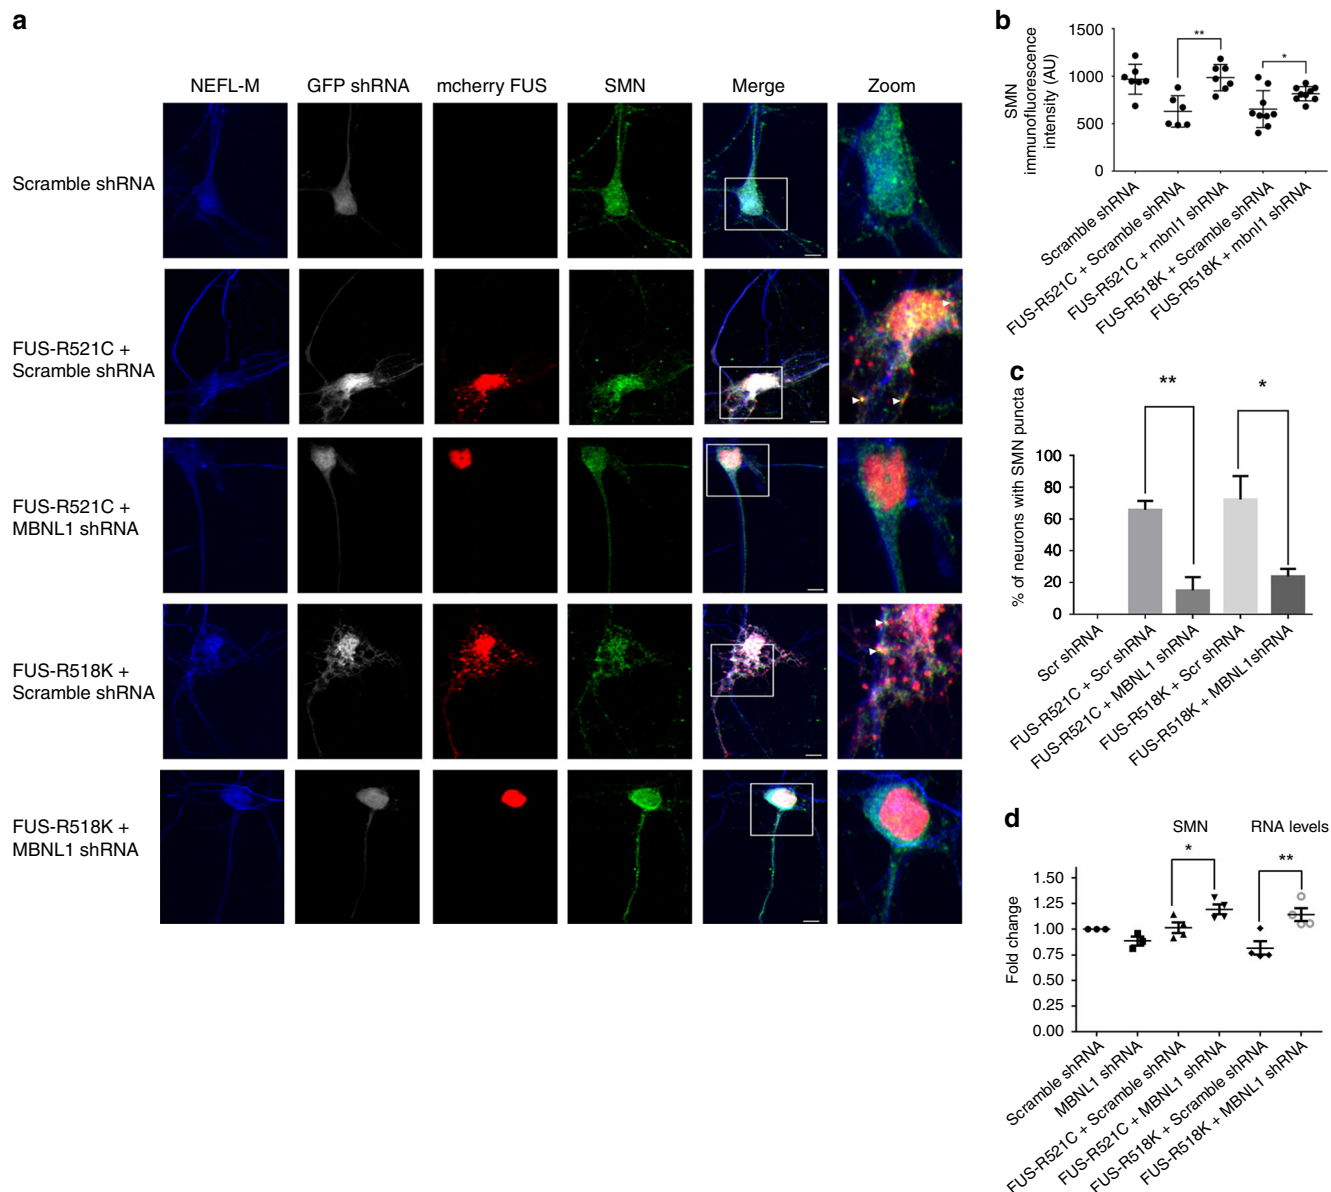 a
NEFL-M
GFP shRNA
mcherry FUS
SMN
Merge
Zoom
Scramble shRNA
FUS-R521C +
Scramble shRNA
FUS-R521C +
MBNL1 shRNA
FUS-R518K +
Scramble shRNA
FUS-R518K +
MBNL1 shRNA
b
SMN
immunofluorescence
intensity (AU)
1500
1000
500
0
**
*
Scramble shRNA
FUS-R521C + Scramble shRNA
FUS-R521C + mbnl1 shRNA
FUS-R518K + Scramble shRNA
FUS-R518K + mbnl1 shRNA
c
% of neurons with SMN puncta
100
80
60
40
20
0
**
*
Scr shRNA
FUS-R521C + Scr shRNA
FUS-R521C + MBNL1 shRNA
FUS-R518K + Scr shRNA
FUS-R518K + MBNL1shRNA
d
SMN
RNA levels
Fold change
1.50
1.25
1.00
0.75
0.50
0.25
0.00
*
**
Scramble shRNA
MBNL1 shRNA
FUS-R521C + Scramble shRNA
FUS-R521C + MBNL1 shRNA
FUS-R518K + Scramble shRNA
FUS-R518K + MBNL1 shRNA